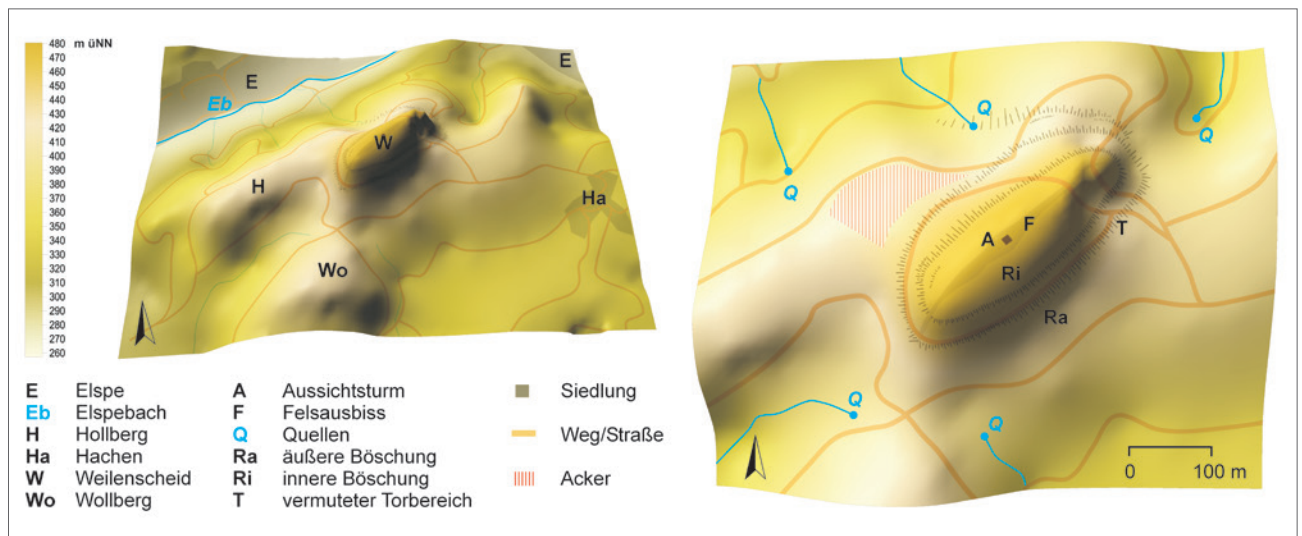 480 m üNN
470
460
450
440
430
420
410
400
390
380
370
360
350
340
330
320
310
300
290
280
270
260
E
E
Eb
W
H
Ha
Wo
E Elspe
Eb Elspebach
H Hollberg
Ha Hachen
W Weilenscheid
Wo Wollberg
A Aussichtsturm
F Felsausbiss
Q Quellen
Ra äußere Böschung
Ri innere Böschung
T vermuteter Torbereich
Siedlung
Weg/Straße
Acker
Q
Q
Q
T
F
A
Ri
Ra
Q
Q
0 100 m